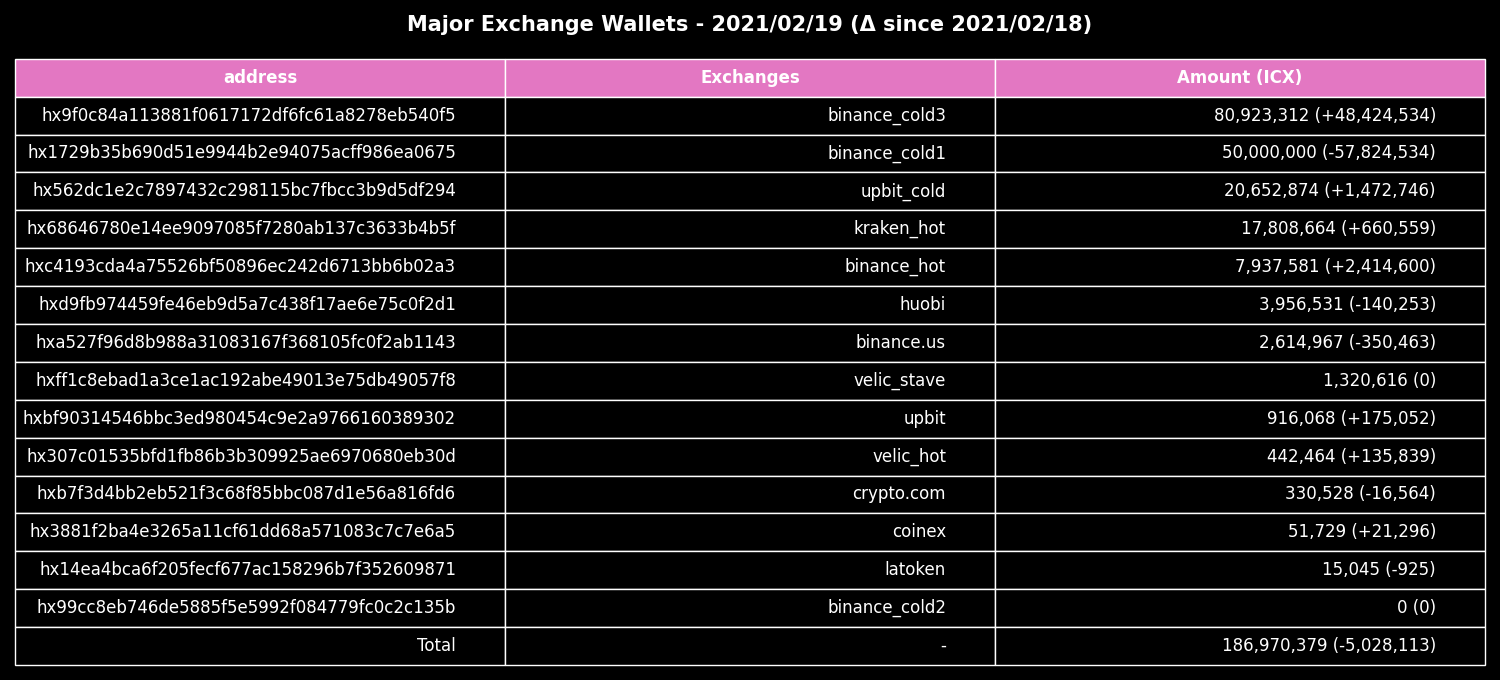 Major Exchange Wallets - 2021/02/19 (Δ since 2021/02/18)
address Exchanges Amount (ICX)
hx9f0c84a113881f0617172df6fc61a8278eb540f5 binance_cold3 80,923,312 (+48,424,534)
hx1729b35b690d51e9944b2e94075acff986ea0675 binance_cold1 50,000,000 (-57,824,534)
hx562dc1e2c7897432c298115bc7fbcc3b9d5df294 upbit_cold 20,652,874 (+1,472,746)
hx68646780e14ee9097085f7280ab137c3633b4b5f kraken_hot 17,808,664 (+660,559)
hxc4193cda4a75526bf50896ec242d6713bb6b02a3 binance_hot 7,937,581 (+2,414,600)
hxd9fb974459fe46eb9d5a7c438f17ae6e75c0f2d1 huobi 3,956,531 (-140,253)
hxa527f96d8b988a31083167f368105fc0f2ab1143 binance.us 2,614,967 (-350,463)
hxff1c8ebad1a3ce1ac192abe49013e75db49057f8 velic_stave 1,320,616 (0)
hxbf90314546bbc3ed980454c9e2a9766160389302 upbit 916,068 (+175,052)
hx307c01535bfd1fb86b3b309925ae6970680eb30d velic_hot 442,464 (+135,839)
hxb7f3d4bb2eb521f3c68f85bbc087d1e56a816fd6 crypto.com 330,528 (-16,564)
hx3881f2ba4e3265a11cf61dd68a571083c7c7e6a5 coinex 51,729 (+21,296)
hx14ea4bca6f205fecf677ac158296b7f352609871 latoken 15,045 (-925)
hx99cc8eb746de5885f5e5992f084779fc0c2c135b binance_cold2 0 (0)
Total - 186,970,379 (-5,028,113)